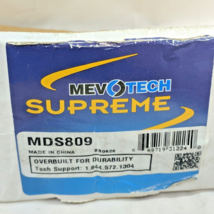 MEVOTECH
SUPREME
MDS809
MADE IN CHINA
OVERBUILT FOR DURABILITY
Tech Support: 1.844.572.1304